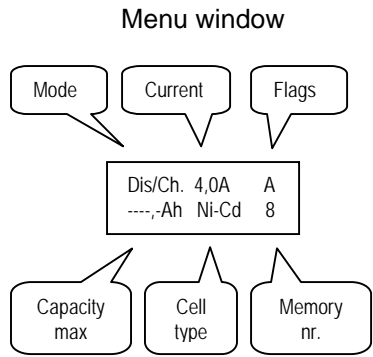 Menu window
Mode Current Flags
Dis/Ch. 4,0A A
----,-Ah Ni-Cd 8
Capacity Cell Memory
max type nr.